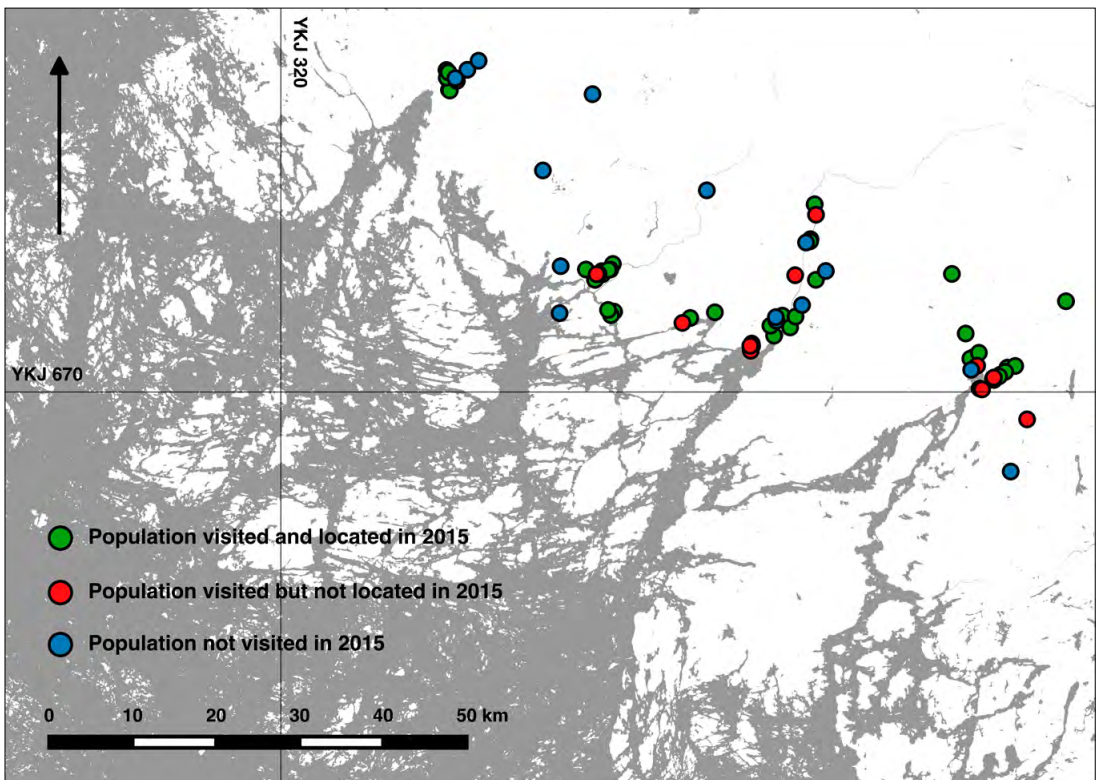 YKJ 320
YKJ 670
Population visited and located in 2015
Population visited but not located in 2015
Population not visited in 2015
0 10 20 30 40 50 km